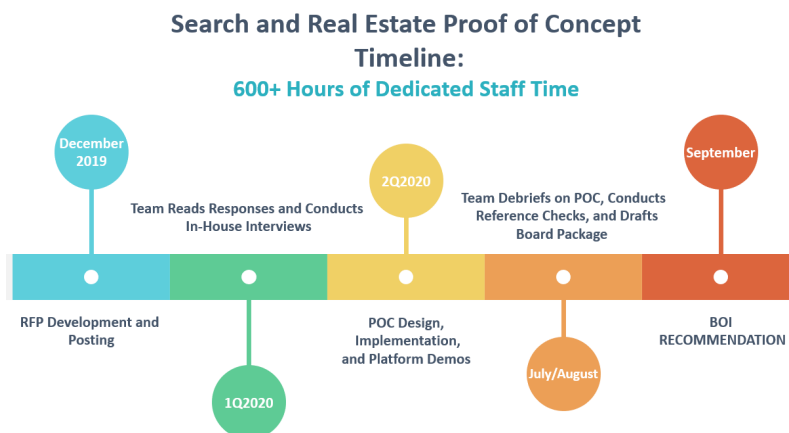 Search and Real Estate Proof of Concept
Timeline:
600+ Hours of Dedicated Staff Time
December
2019
RFP Development and
Posting
Team Reads Responses and Conducts
In-House Interviews
1Q2020
2Q2020
POC Design,
Implementation,
and Platform Demos
Team Debriefs on POC, Conducts
Reference Checks, and Drafts
Board Package
July/August
September
BOI
RECOMMENDATION